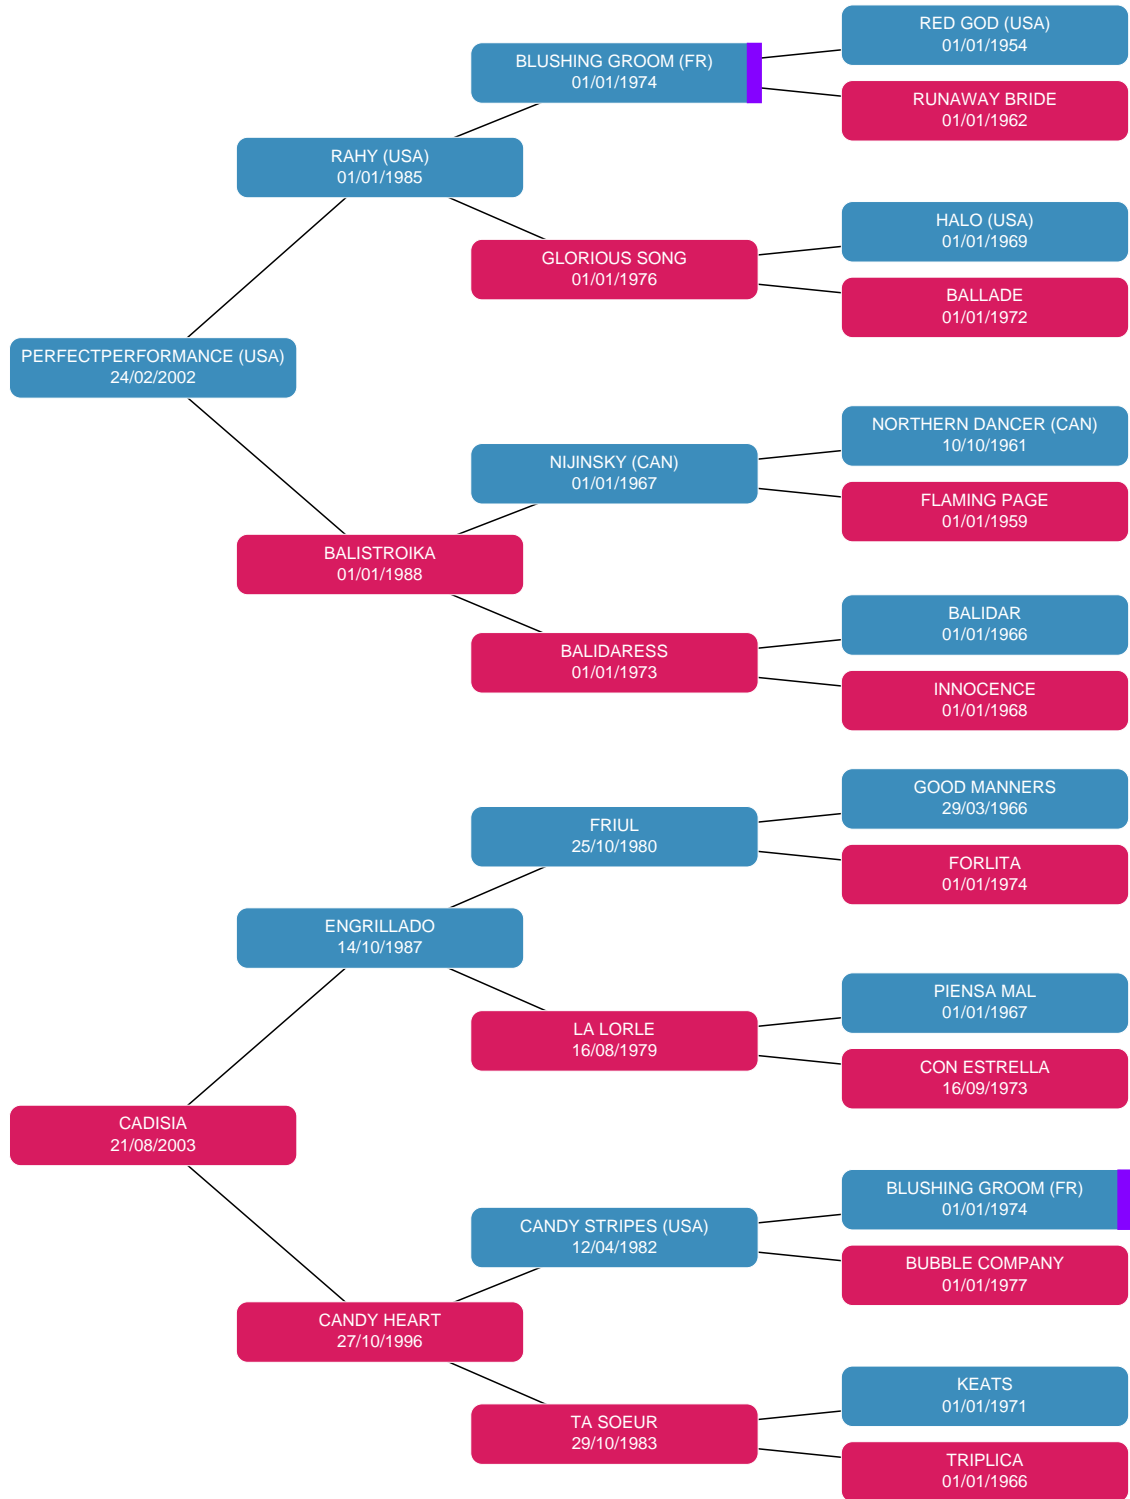 RED GOD (USA)
01/01/1954
BLUSHING GROOM (FR)
01/01/1974
RUNAWAY BRIDE
01/01/1962
RAHY (USA)
01/01/1985
HALO (USA)
01/01/1969
GLORIOUS SONG
01/01/1976
BALLADE
01/01/1972
PERFECTPERFORMANCE (USA)
24/02/2002
NORTHERN DANCER (CAN)
10/10/1961
NIJINSKY (CAN)
01/01/1967
FLAMING PAGE
01/01/1959
BALISTROIKA
01/01/1988
BALIDAR
01/01/1966
BALIDARESS
01/01/1973
INNOCENCE
01/01/1968
GOOD MANNERS
29/03/1966
FRIUL
25/10/1980
FORLITA
01/01/1974
ENGRILLADO
14/10/1987
PIENSA MAL
01/01/1967
LA LORLE
16/08/1979
CON ESTRELLA
16/09/1973
CADISIA
21/08/2003
BLUSHING GROOM (FR)
01/01/1974
CANDY STRIPES (USA)
12/04/1982
BUBBLE COMPANY
01/01/1977
CANDY HEART
27/10/1996
KEATS
01/01/1971
TA SOEUR
29/10/1983
TRIPLICA
01/01/1966